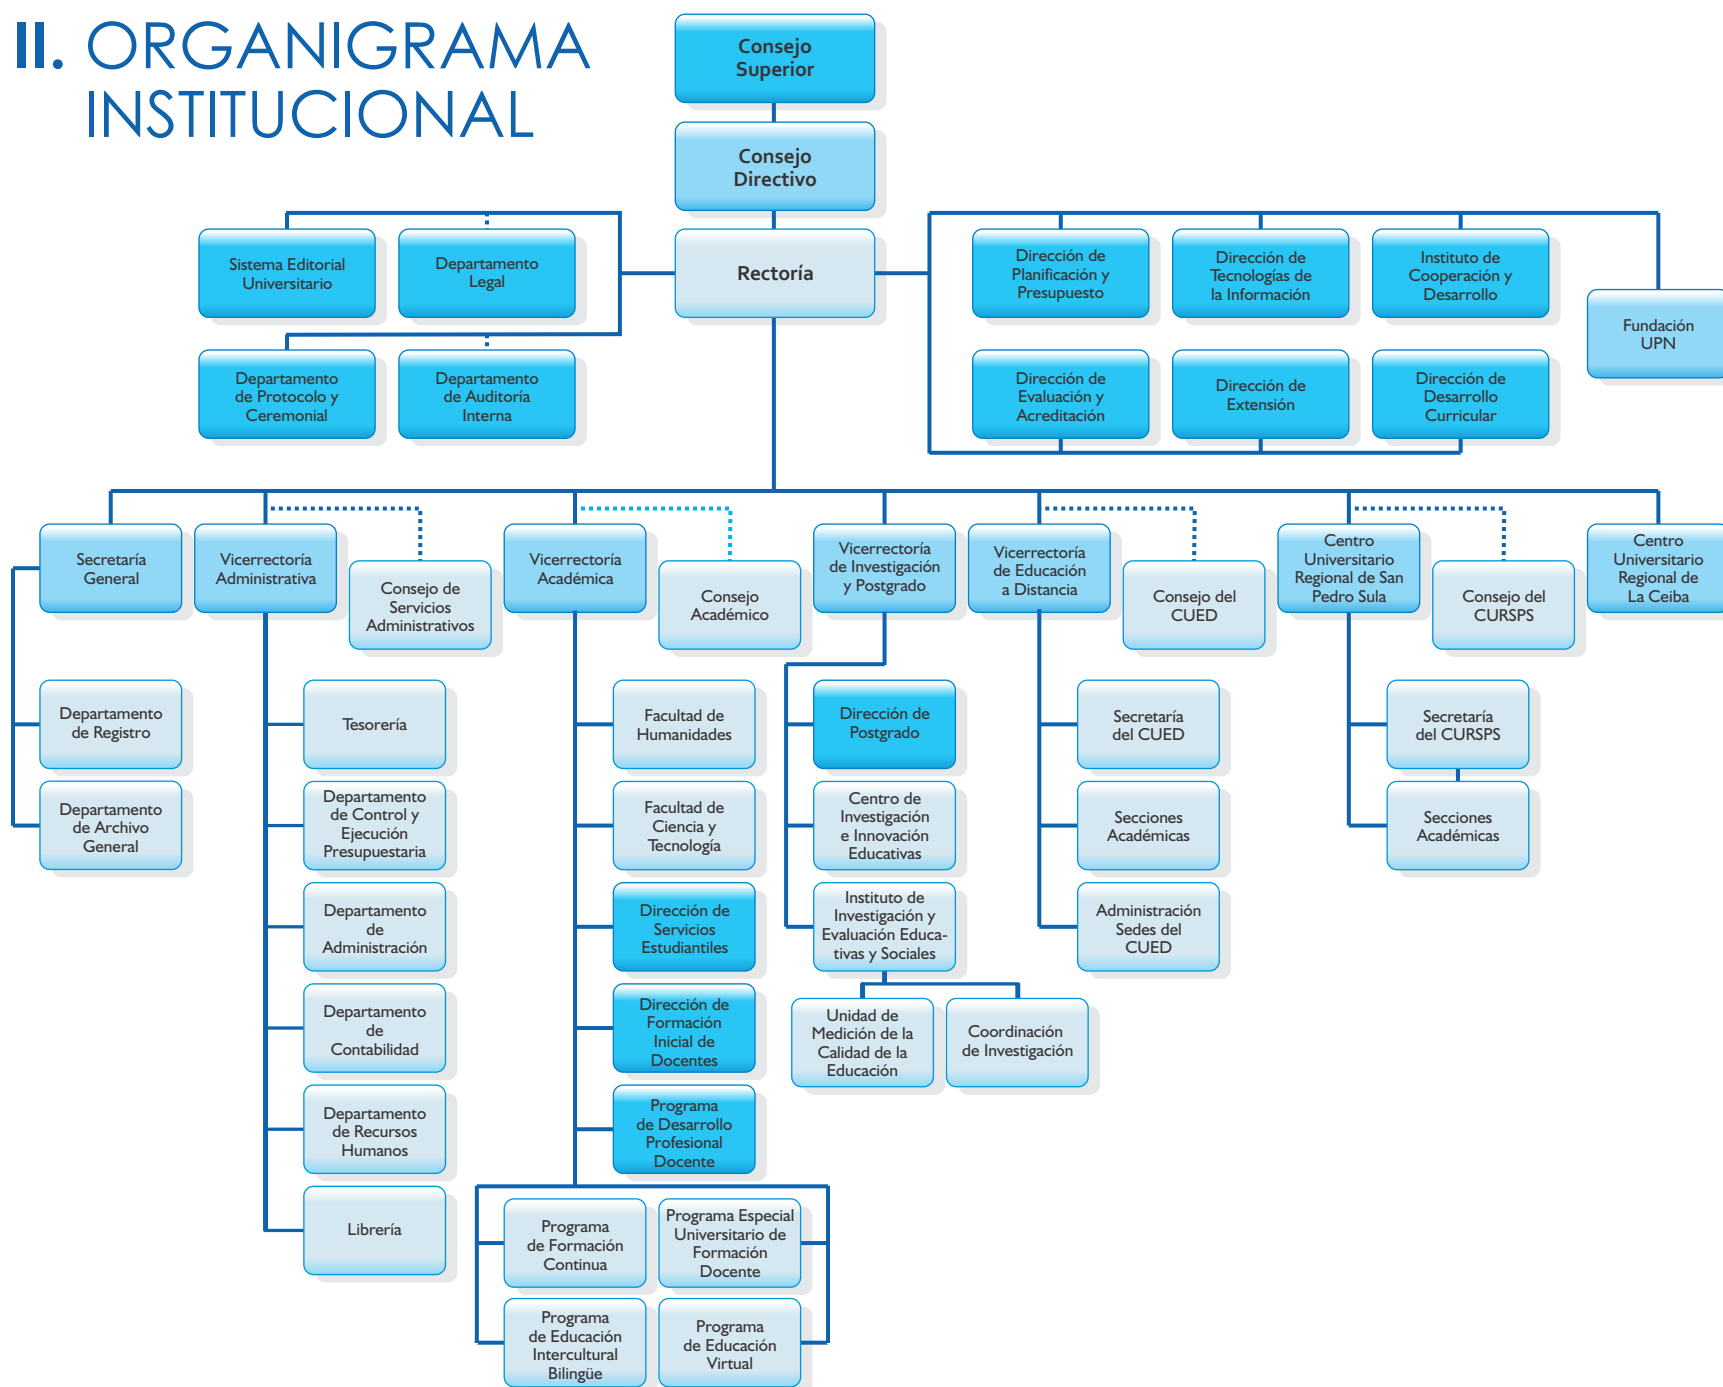 II. ORGANIGRAMA
INSTITUCIONAL
Consejo
Superior
Consejo
Directivo
Rectoría
Sistema Editorial
Universitario
Departamento
Legal
Departamento
de Protocolo y
Ceremonial
Departamento
de Auditoría
Interna
Dirección de
Planificación y
Presupuesto
Dirección de
Tecnologías de
la Información
Instituto de
Cooperación y
Desarrollo
Fundación
UPN
Dirección de
Evaluación y
Acreditación
Dirección de
Extensión
Dirección de
Desarrollo
Curricular
Secretaría
General
Vicerrectoría
Administrativa
Consejo de
Servicios
Administrativos
Vicerrectoría
Académica
Consejo
Académico
Vicerrectoría
de Investigación
y Postgrado
Vicerrectoría
de Educación
a Distancia
Consejo del
CUED
Centro
Universitario
Regional de San
Pedro Sula
Consejo del
CURSPS
Centro
Universitario
Regional de
La Ceiba
Departamento
de Registro
Departamento
de Archivo
General
Tesorería
Departamento
de Control y
Ejecución
Presupuestaria
Departamento
de
Administración
Departamento
de
Contabilidad
Departamento
de Recursos
Humanos
Librería
Facultad de
Humanidades
Facultad de
Ciencia y
Tecnología
Dirección de
Servicios
Estudiantiles
Dirección de
Formación
Inicial de
Docentes
Programa
de Desarrollo
Profesional
Docente
Programa
de Formación
Continua
Programa Especial
Universitario de
Formación
Docente
Programa
de Educación
Intercultural
Bilingüe
Programa
de Educación
Virtual
Dirección de
Postgrado
Centro de
Investigación
e Innovación
Educativas
Instituto de
Investigación y
Evaluación Educa-
tivas y Sociales
Unidad de
Medición de la
Calidad de la
Educación
Coordinación
de Investigación
Secretaría
del CUED
Secciones
Académicas
Administración
Sedes del
CUED
Secretaría
del CURSPS
Secciones
Académicas